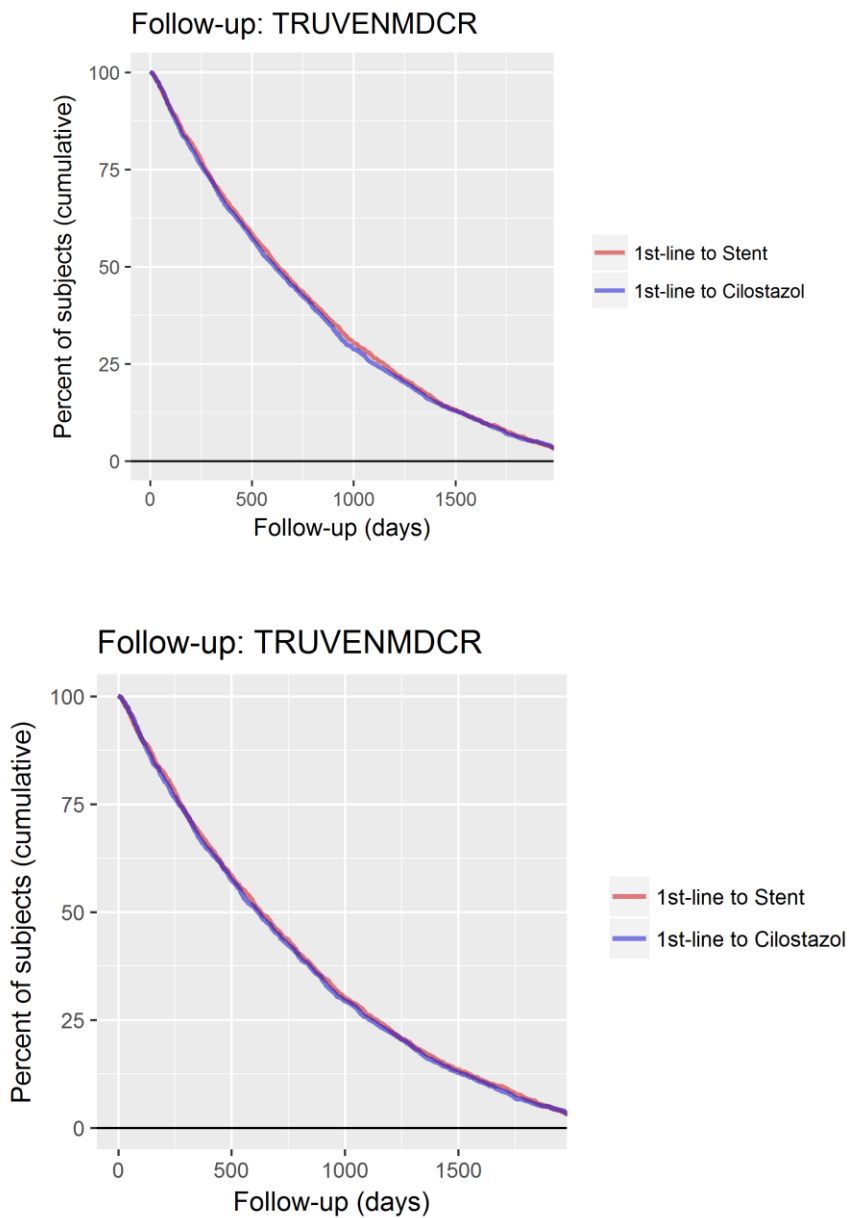 Follow-up: TRUVENMDCR
Percent of subjects (cumulative)
100
75
50
25
0
0 500 1000 1500
Follow-up (days)
1st-line to Stent
1st-line to Cilostazol
Follow-up: TRUVENMDCR
Percent of subjects (cumulative)
100
75
50
25
0
0 500 1000 1500
Follow-up (days)
1st-line to Stent
1st-line to Cilostazol